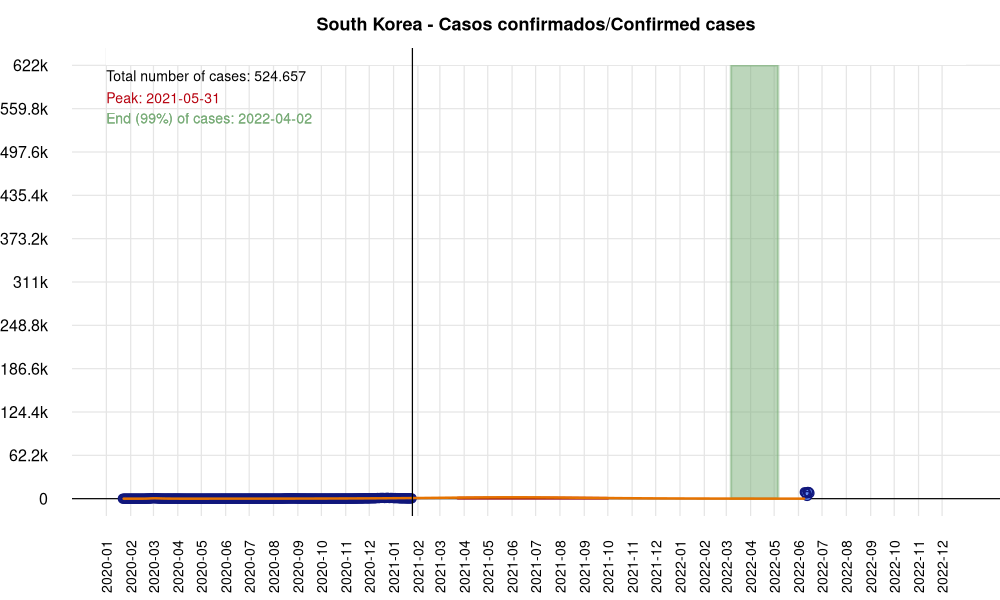 South Korea - Casos confirmados/Confirmed cases
622k
559.8k
497.6k
435.4k
373.2k
311k
248.8k
186.6k
124.4k
62.2k
0
Total number of cases: 524.657
Peak: 2021-05-31
End (99%) of cases: 2022-04-02
2020-01
2020-02
2020-03
2020-04
2020-05
2020-06
2020-07
2020-08
2020-09
2020-10
2020-11
2020-12
2021-01
2021-02
2021-03
2021-04
2021-05
2021-06
2021-07
2021-08
2021-09
2021-10
2021-11
2021-12
2022-01
2022-02
2022-03
2022-04
2022-05
2022-06
2022-07
2022-08
2022-09
2022-10
2022-11
2022-12